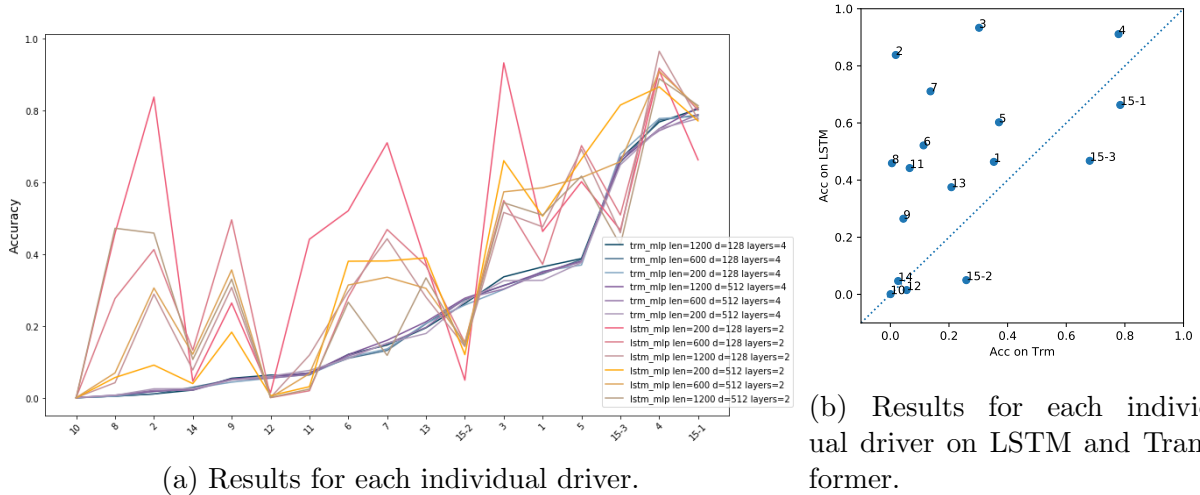 1.0
0.8
0.6
0.4
0.2
0.0
Accuracy
10
8
2
14
9
12
11
6
7
13
15-2
3
1
5
15-3
4
15-1
trm_mlp len=1200 d=128 layers=4
trm_mlp len=600 d=128 layers=4
trm_mlp len=200 d=128 layers=4
trm_mlp len=1200 d=512 layers=4
trm_mlp len=600 d=512 layers=4
trm_mlp len=200 d=512 layers=4
lstm_mlp len=200 d=128 layers=2
lstm_mlp len=600 d=128 layers=2
lstm_mlp len=1200 d=128 layers=2
lstm_mlp len=200 d=512 layers=2
lstm_mlp len=600 d=512 layers=2
lstm_mlp len=1200 d=512 layers=2
(a) Results for each individual driver.
1.0
0.8
0.6
0.4
0.2
0.0
Acc on LSTM
3
4
2
7
15-1
5
6
8
11
1
15-3
13
9
14
15-2
10
12
0.0 0.2 0.4 0.6 0.8 1.0
Acc on Trm
(b) Results for each individ-
ual driver on LSTM and Tran
former.